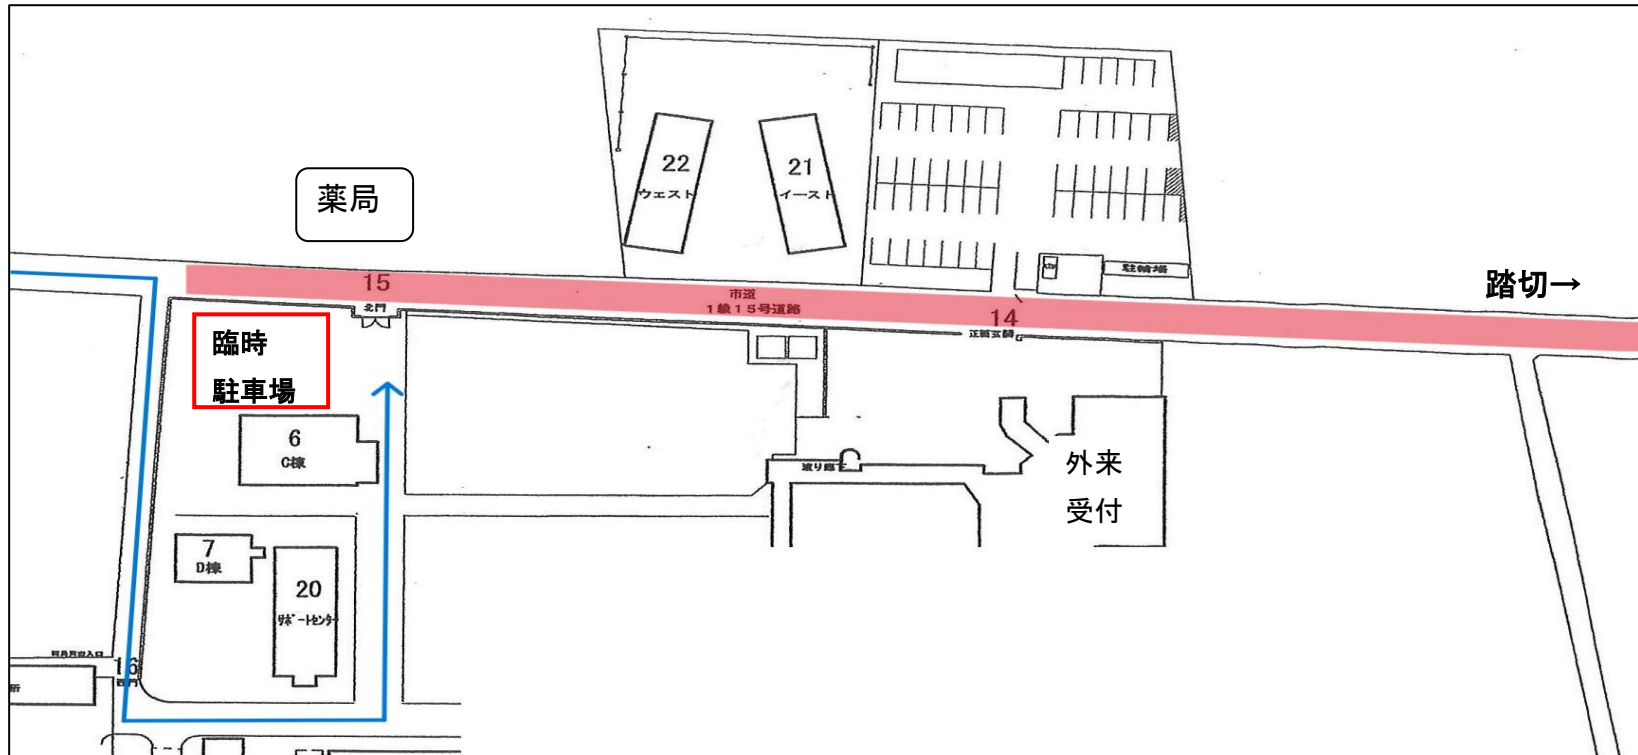 22
ウェスト
21
イースト
薬局
駐輪場
踏切→
15
北門
市道
1級15号道路
14
正面玄関
臨時
駐車場
6
C棟
渡り廊下
外来
受付
7
D棟
20
サポートセンター
16
西門
所